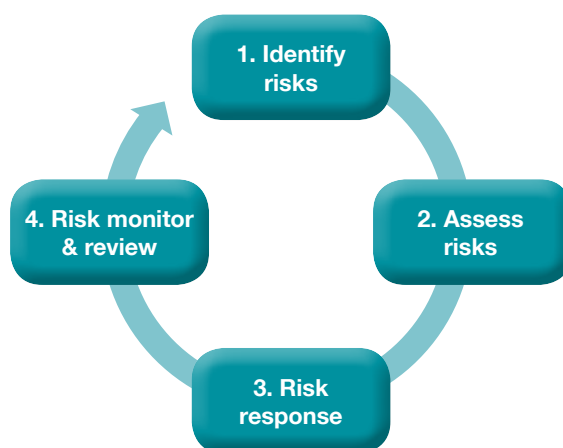 1. Identify
risks
2. Assess
risks
3. Risk
response
4. Risk monitor
& review